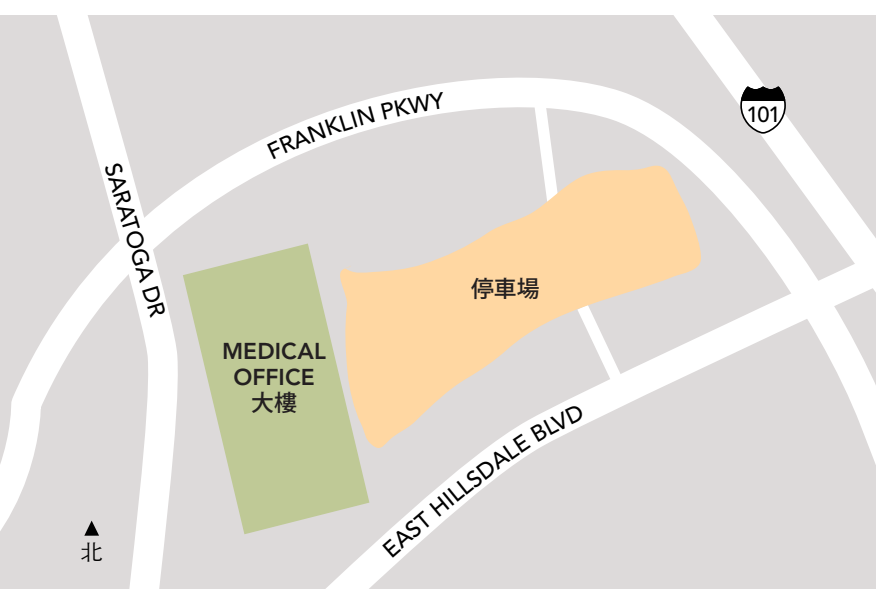 FRANKLIN PKWY
101
SARATOGA DR
停車場
MEDICAL
OFFICE
大樓
EAST HILLSDALE BLVD
北